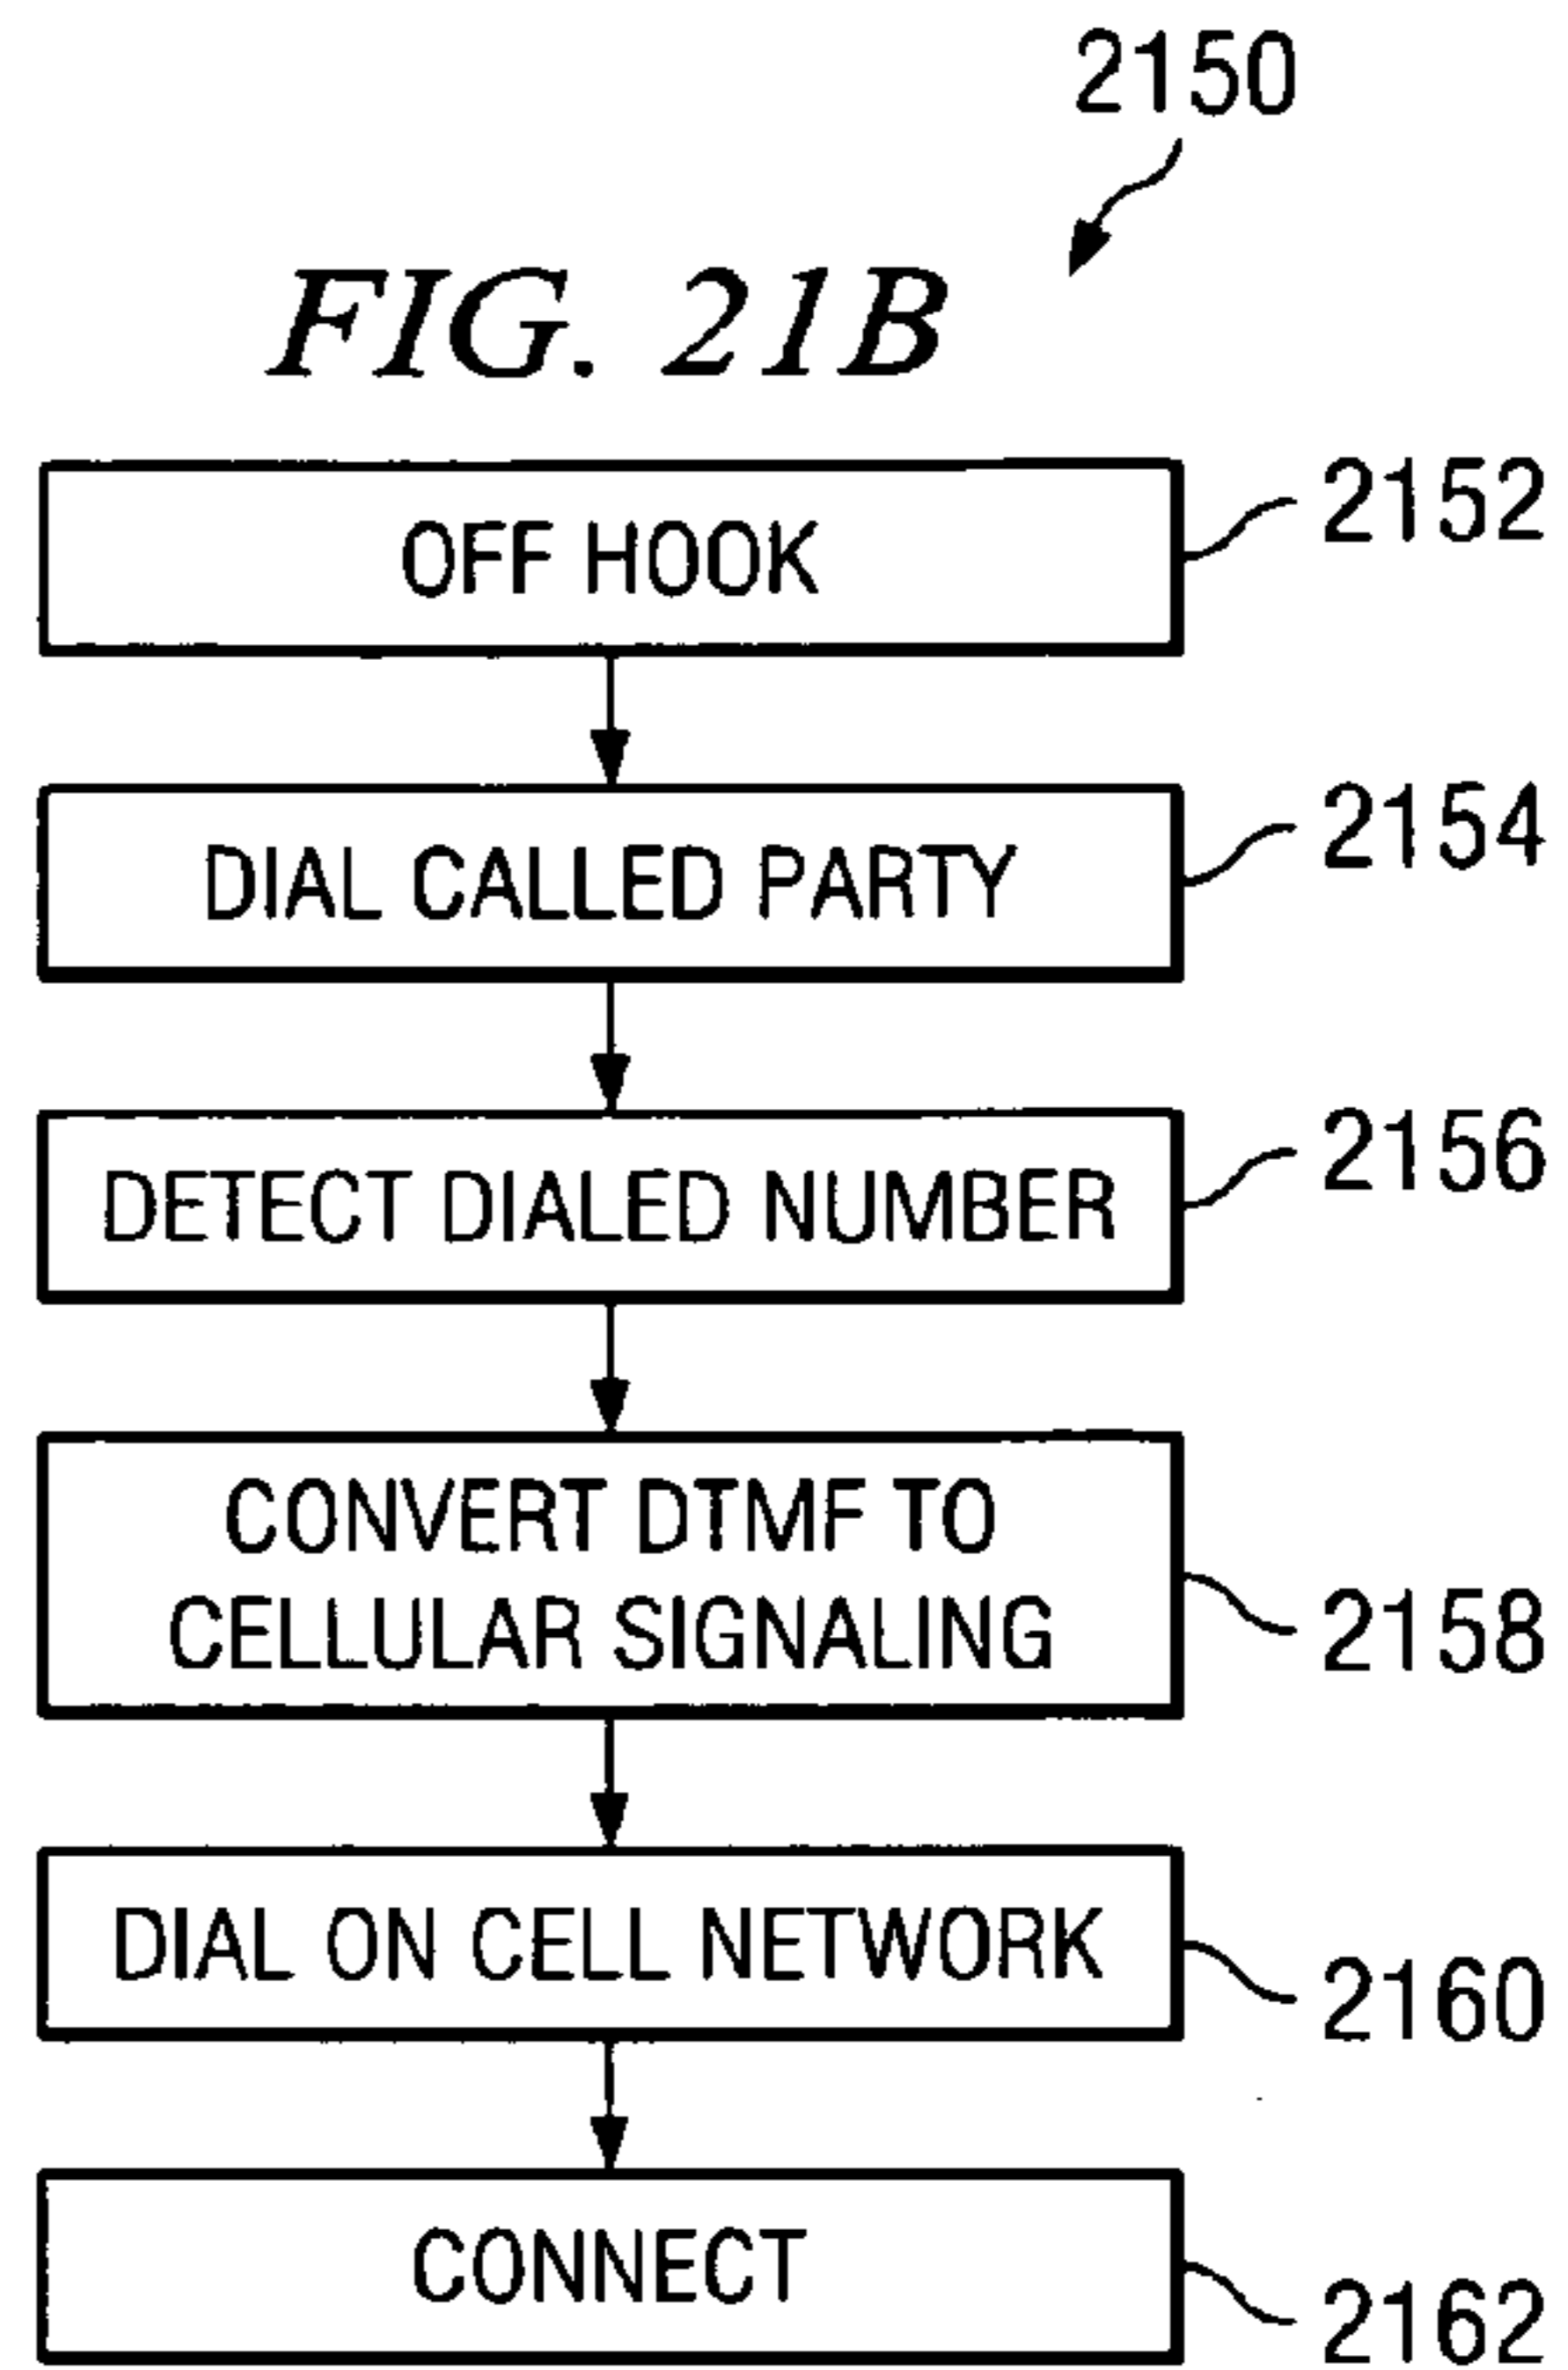 2150
FIG. 21B
OFF HOOK
2152
DIAL CALLED PARTY
2154
DETECT DIALED NUMBER
2156
CONVERT DTMF TO
CELLULAR SIGNALING
2158
DIAL ON CELL NETWORK
2160
CONNECT
2162